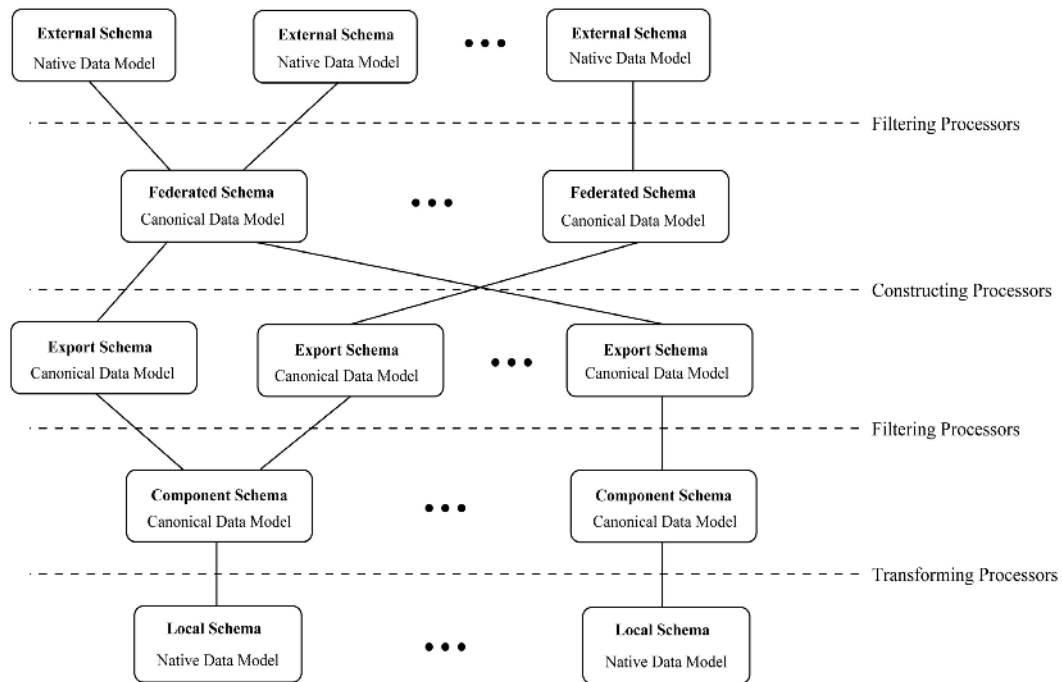 External Schema
Native Data Model
External Schema
Native Data Model
External Schema
Native Data Model
Filtering Processors
Federated Schema
Canonical Data Model
Federated Schema
Canonical Data Model
Constructing Processors
Export Schema
Canonical Data Model
Export Schema
Canonical Data Model
Export Schema
Canonical Data Model
Filtering Processors
Component Schema
Canonical Data Model
Component Schema
Canonical Data Model
Transforming Processors
Local Schema
Native Data Model
Local Schema
Native Data Model